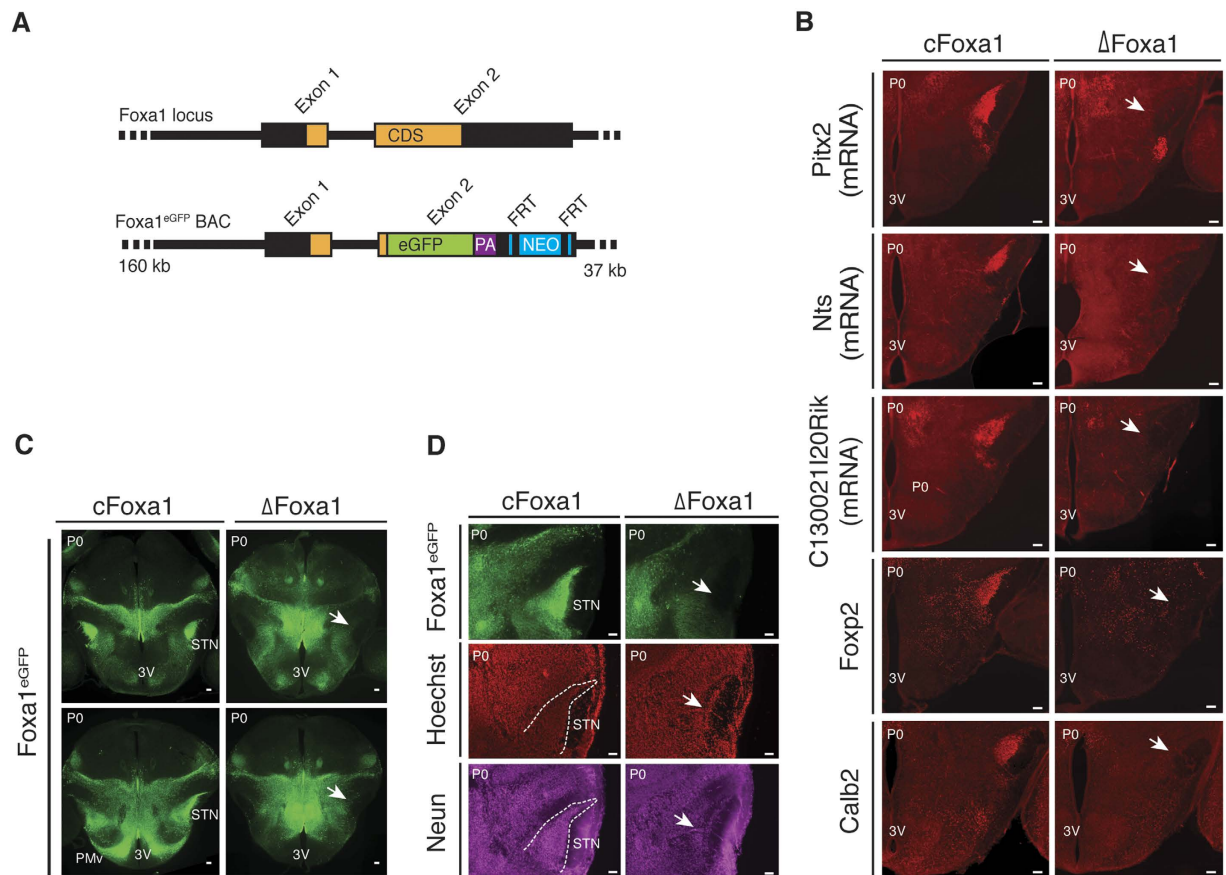 A
Foxa1 locus
Exon 1
Exon 2
CDS
Foxa1eGFP BAC
Exon 1
Exon 2
FRT
FRT
eGFP
PA
NEO
160 kb
37 kb
B
cFoxa1
ΔFoxa1
Pitx2
(mRNA)
P0
3V
P0
3V
Nts
(mRNA)
P0
3V
P0
3V
C130021I20Rik
(mRNA)
P0
P0
3V
P0
3V
Foxp2
P0
3V
P0
3V
Calb2
P0
3V
P0
3V
C
cFoxa1
ΔFoxa1
Foxa1eGFP
P0
STN
3V
P0
3V
P0
STN
PMv
3V
P0
3V
D
cFoxa1
ΔFoxa1
Foxa1eGFP
P0
STN
P0
Hoechst
P0
STN
P0
Neun
P0
STN
P0